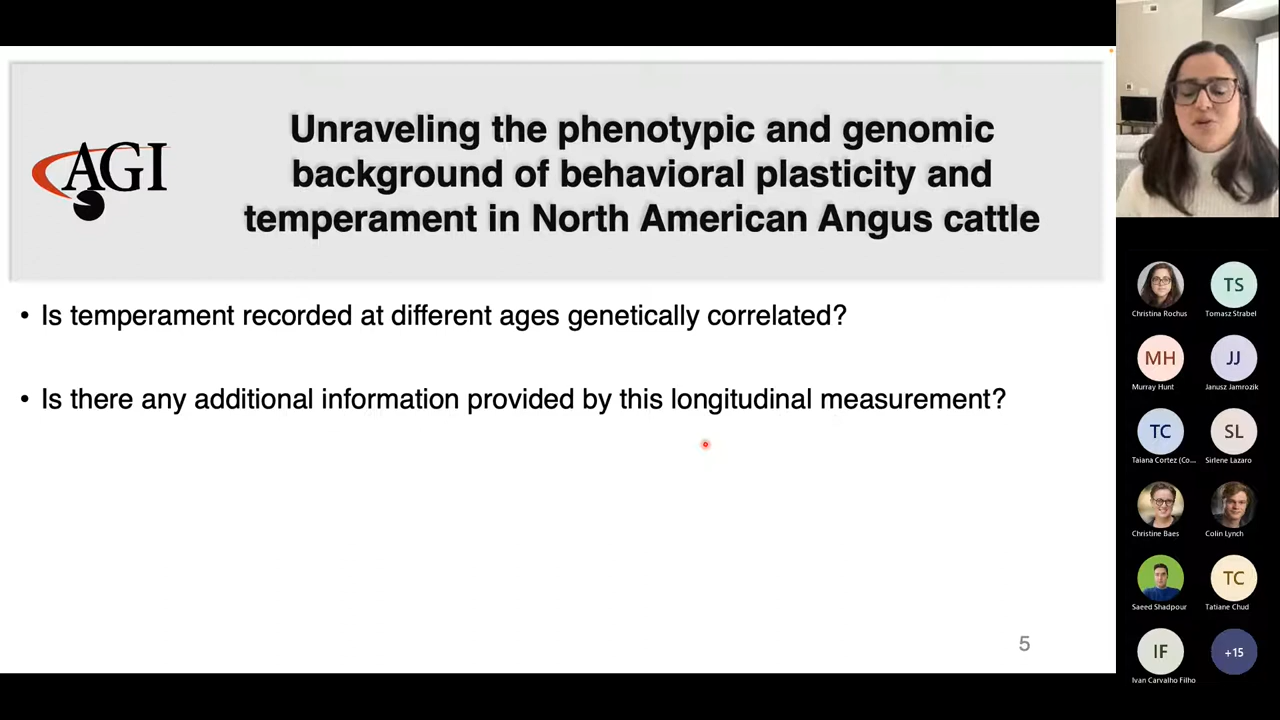 AGI
Unraveling the phenotypic and genomic
background of behavioral plasticity and
temperament in North American Angus cattle
• Is temperament recorded at different ages genetically correlated?
• Is there any additional information provided by this longitudinal measurement?
5
Christina Rochus
TS
Tomasz Strabel
MH
Murray Hunt
JJ
Janusz Jamrozik
TC
Taiana Cortez (Co...
SL
Sirlene Lazaro
Christine Baes
Colin Lynch
Saeed Shadpour
TC
Tatiane Chud
IF
Ivan Carvalho Filho
+15